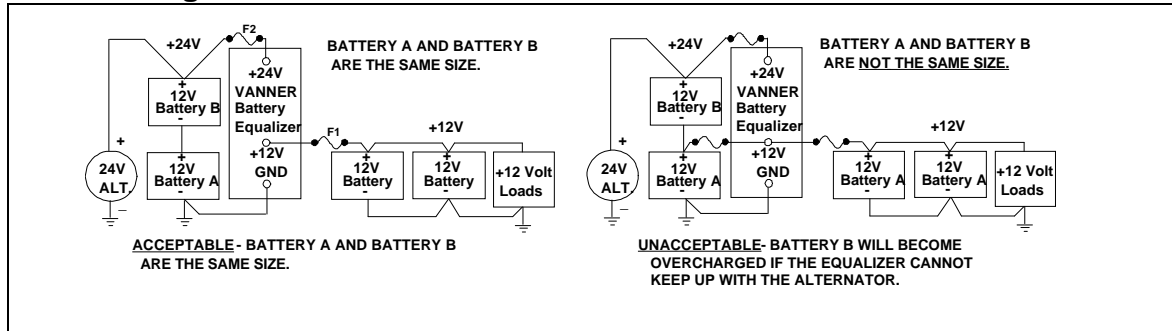 F2
+24V
BATTERY A AND BATTERY B
ARE THE SAME SIZE.
+
12V
Battery B
-
+24V
VANNER
Battery
Equalizer
+12V
GND
F1
+12V
+
24V
ALT.
-
+
12V
Battery A
-
+
12V
Battery
-
+
12V
Battery
-
+12 Volt
Loads
ACCEPTABLE - BATTERY A AND BATTERY B
ARE THE SAME SIZE.
+24V
BATTERY A AND BATTERY B
ARE NOT THE SAME SIZE.
+
12V
Battery B
-
+24V
VANNER
Battery
Equalizer
+12V
GND
+12V
+
24V
ALT.
-
+
12V
Battery A
-
+
12V
Battery A
-
+
12V
Battery A
-
+12 Volt
Loads
UNACCEPTABLE- BATTERY B WILL BECOME
OVERCHARGED IF THE EQUALIZER CANNOT
KEEP UP WITH THE ALTERNATOR.